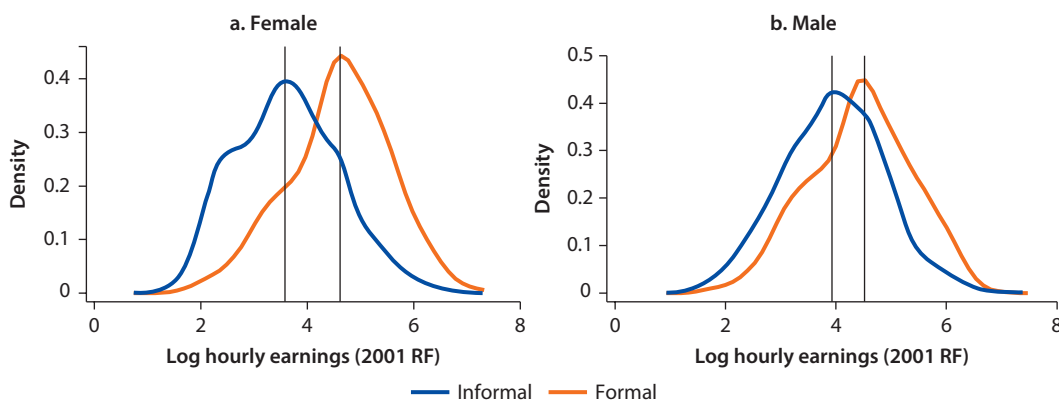 a. Female
Density
0.4
0.3
0.2
0.1
0
0 2 4 6 8
Log hourly earnings (2001 RF)
b. Male
Density
0.5
0.4
0.3
0.2
0.1
0
0 2 4 6 8
Log hourly earnings (2001 RF)
Informal Formal